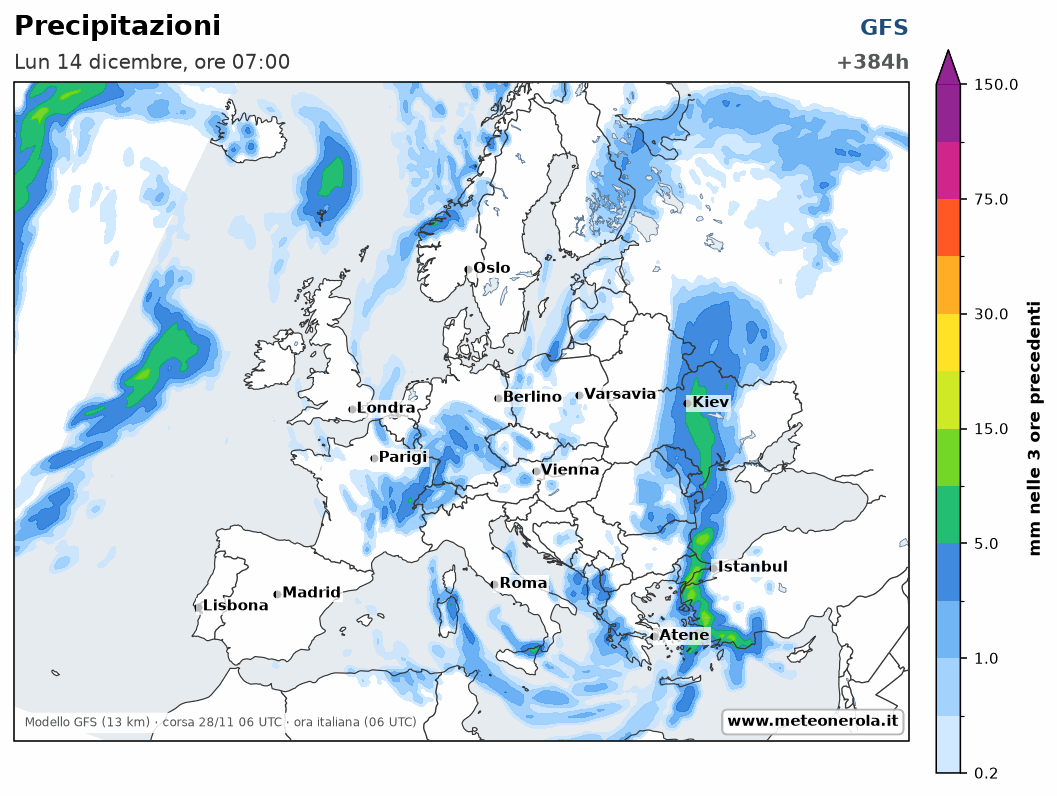 Precipitazioni
GFS
Lun 14 dicembre, ore 07:00
+384h
150.0
75.0
30.0
15.0
5.0
1.0
0.2
mm nelle 3 ore precedenti
Oslo
Berlino
Varsavia
Kiev
Londra
Parigi
Vienna
Istanbul
Roma
Madrid
Lisbona
Atene
Modello GFS (13 km) · corsa 28/11 06 UTC · ora italiana (06 UTC)
www.meteonerola.it